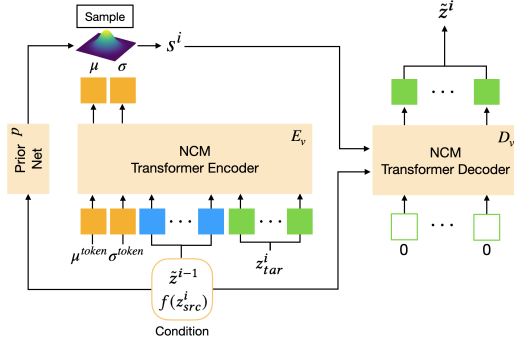 Sample
z̃^i
s^i
μ σ
E_v
NCM
Transformer Encoder
p
Prior
Net
D_v
NCM
Transformer Decoder
μ^token σ^token
z^i_tar
0 0
z̃^{i-1}
f(z^i_src)
Condition